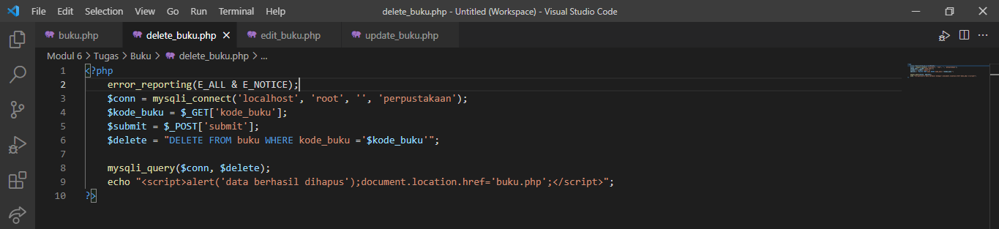 File Edit Selection View Go Run Terminal Help delete_buku.php - Untitled (Workspace) - Visual Studio Code
buku.php delete_buku.php edit_buku.php update_buku.php
Modul 6 > Tugas > Buku > delete_buku.php > ...
1 <?php
2 error_reporting(E_ALL & E_NOTICE);
3 $conn = mysqli_connect('localhost', 'root', '', 'perpustakaan');
4 $kode_buku = $_GET['kode_buku'];
5 $submit = $_POST['submit'];
6 $delete = "DELETE FROM buku WHERE kode_buku ='$kode_buku'";
7
8 mysqli_query($conn, $delete);
9 echo "<script>alert('data berhasil dihapus');document.location.href='buku.php';</script>";
10 ?>